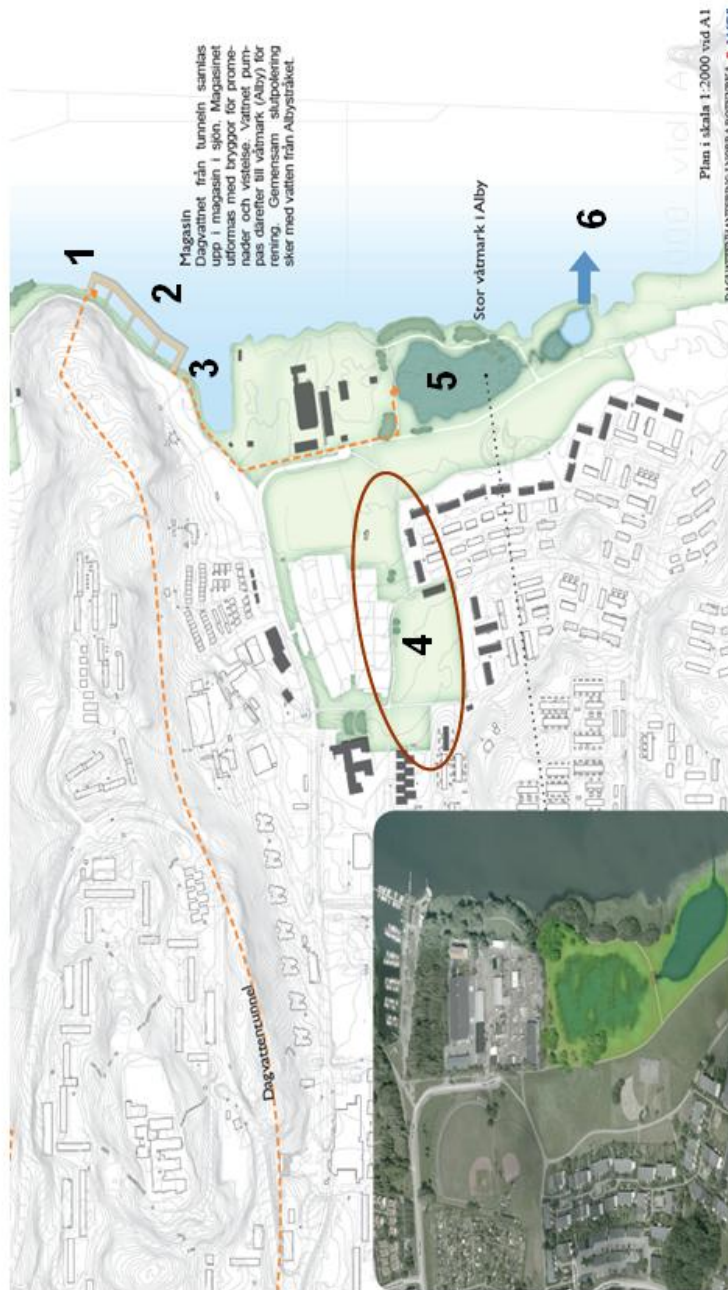 1
Magasin
Dagvattnet från tunneln samlas
upp i magasin i sjön. Magasinet
utformas med bryggor för prome-
nader och vistelse. Vattnet pum-
pas därefter till våtmark (Alby) för
rening. Gemensam slutpolering
sker med vatten från Albystråket.
2
3
4
5
Stor våtmark i Alby
6
Dagvattentunnel
Plan i skala 1:2000 vid A1